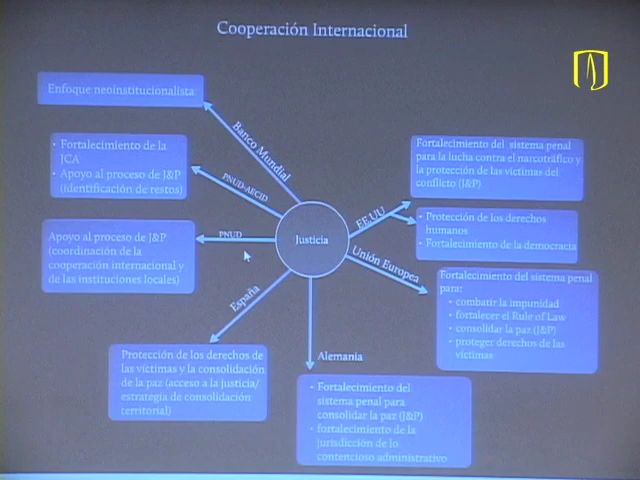 Cooperación Internacional
Enfoque neoinstitucionalista
Banco Mundial
• Fortalecimiento de la
JCA
• Apoyo al proceso de J&P
(identificación de restos)
PNUD-AECID
Apoyo al proceso de J&P
(coordinación de la
cooperación internacional y
de las instituciones locales)
PNUD
Justicia
España
Protección de los derechos de
las víctimas y la consolidación
de la paz (acceso a la justicia/
estrategia de consolidación
territorial)
Alemania
• Fortalecimiento del
sistema penal para
consolidar la paz (J&P)
• fortalecimiento de la
jurisdicción de lo
contencioso administrativo
Unión Europea
Fortalecimiento del sistema penal
para:
• combatir la impunidad
• fortalecer el Rule of Law
• consolidar la paz (J&P)
• proteger derechos de las
víctimas
EE.UU
Fortalecimiento del sistema penal
para la lucha contra el narcotráfico y
la protección de las víctimas del
conflicto (J&P)
• Protección de los derechos
humanos
• Fortalecimiento de la democracia